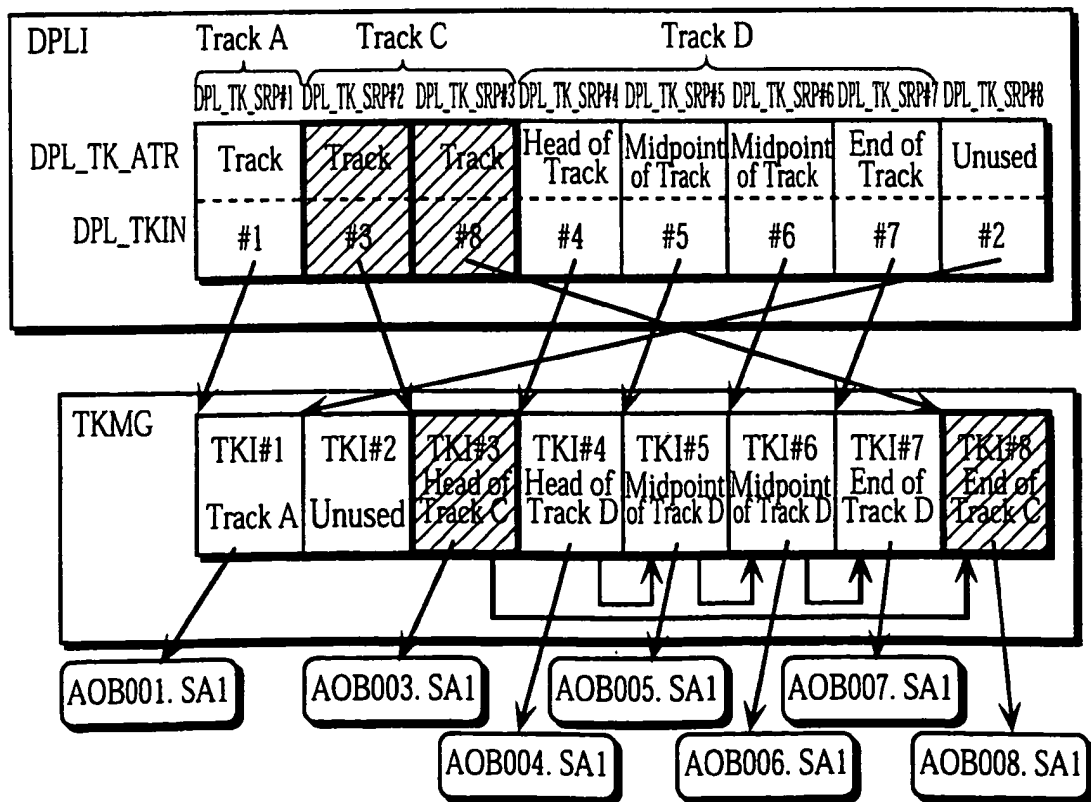 DPLI
Track A
Track C
Track D
DPL_TK_SRP#1 DPL_TK_SRP#2 DPL_TK_SRP#3 DPL_TK_SRP#4 DPL_TK_SRP#5 DPL_TK_SRP#6 DPL_TK_SRP#7 DPL_TK_SRP#8
DPL_TK_ATR
Track
Track
Track
Head of
Track
Midpoint
of Track
Midpoint
of Track
End of
Track
Unused
DPL_TKIN
#1
#3
#8
#4
#5
#6
#7
#2
TKMG
TKI#1
Track A
TKI#2
Unused
TKI#3
Head of
Track C
TKI#4
Head of
Track D
TKI#5
Midpoint
of Track D
TKI#6
Midpoint
of Track D
TKI#7
End of
Track D
TKI#8
End of
Track C
AOB001. SA1
AOB003. SA1
AOB005. SA1
AOB007. SA1
AOB004. SA1
AOB006. SA1
AOB008. SA1